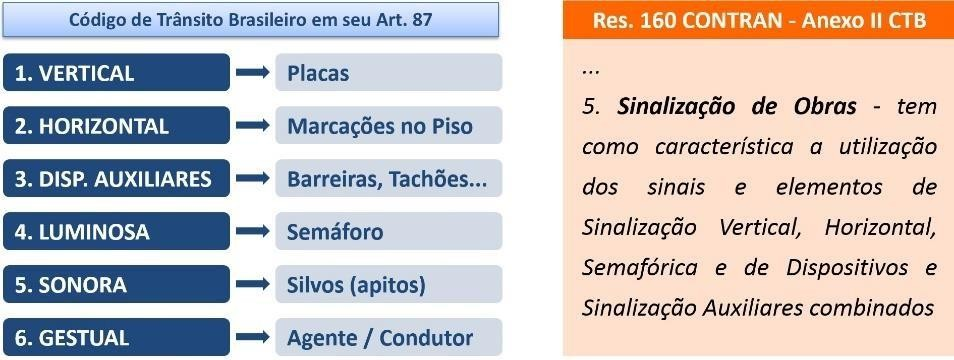 Código de Trânsito Brasileiro em seu Art. 87
1. VERTICAL
Placas
2. HORIZONTAL
Marcações no Piso
3. DISP. AUXILIARES
Barreiras, Tachões...
4. LUMINOSA
Semáforo
5. SONORA
Silvos (apitos)
6. GESTUAL
Agente / Condutor
Res. 160 CONTRAN - Anexo II CTB
...
5. Sinalização de Obras - tem
como característica a utilização
dos sinais e elementos de
Sinalização Vertical, Horizontal,
Semafórica e de Dispositivos e
Sinalização Auxiliares combinados